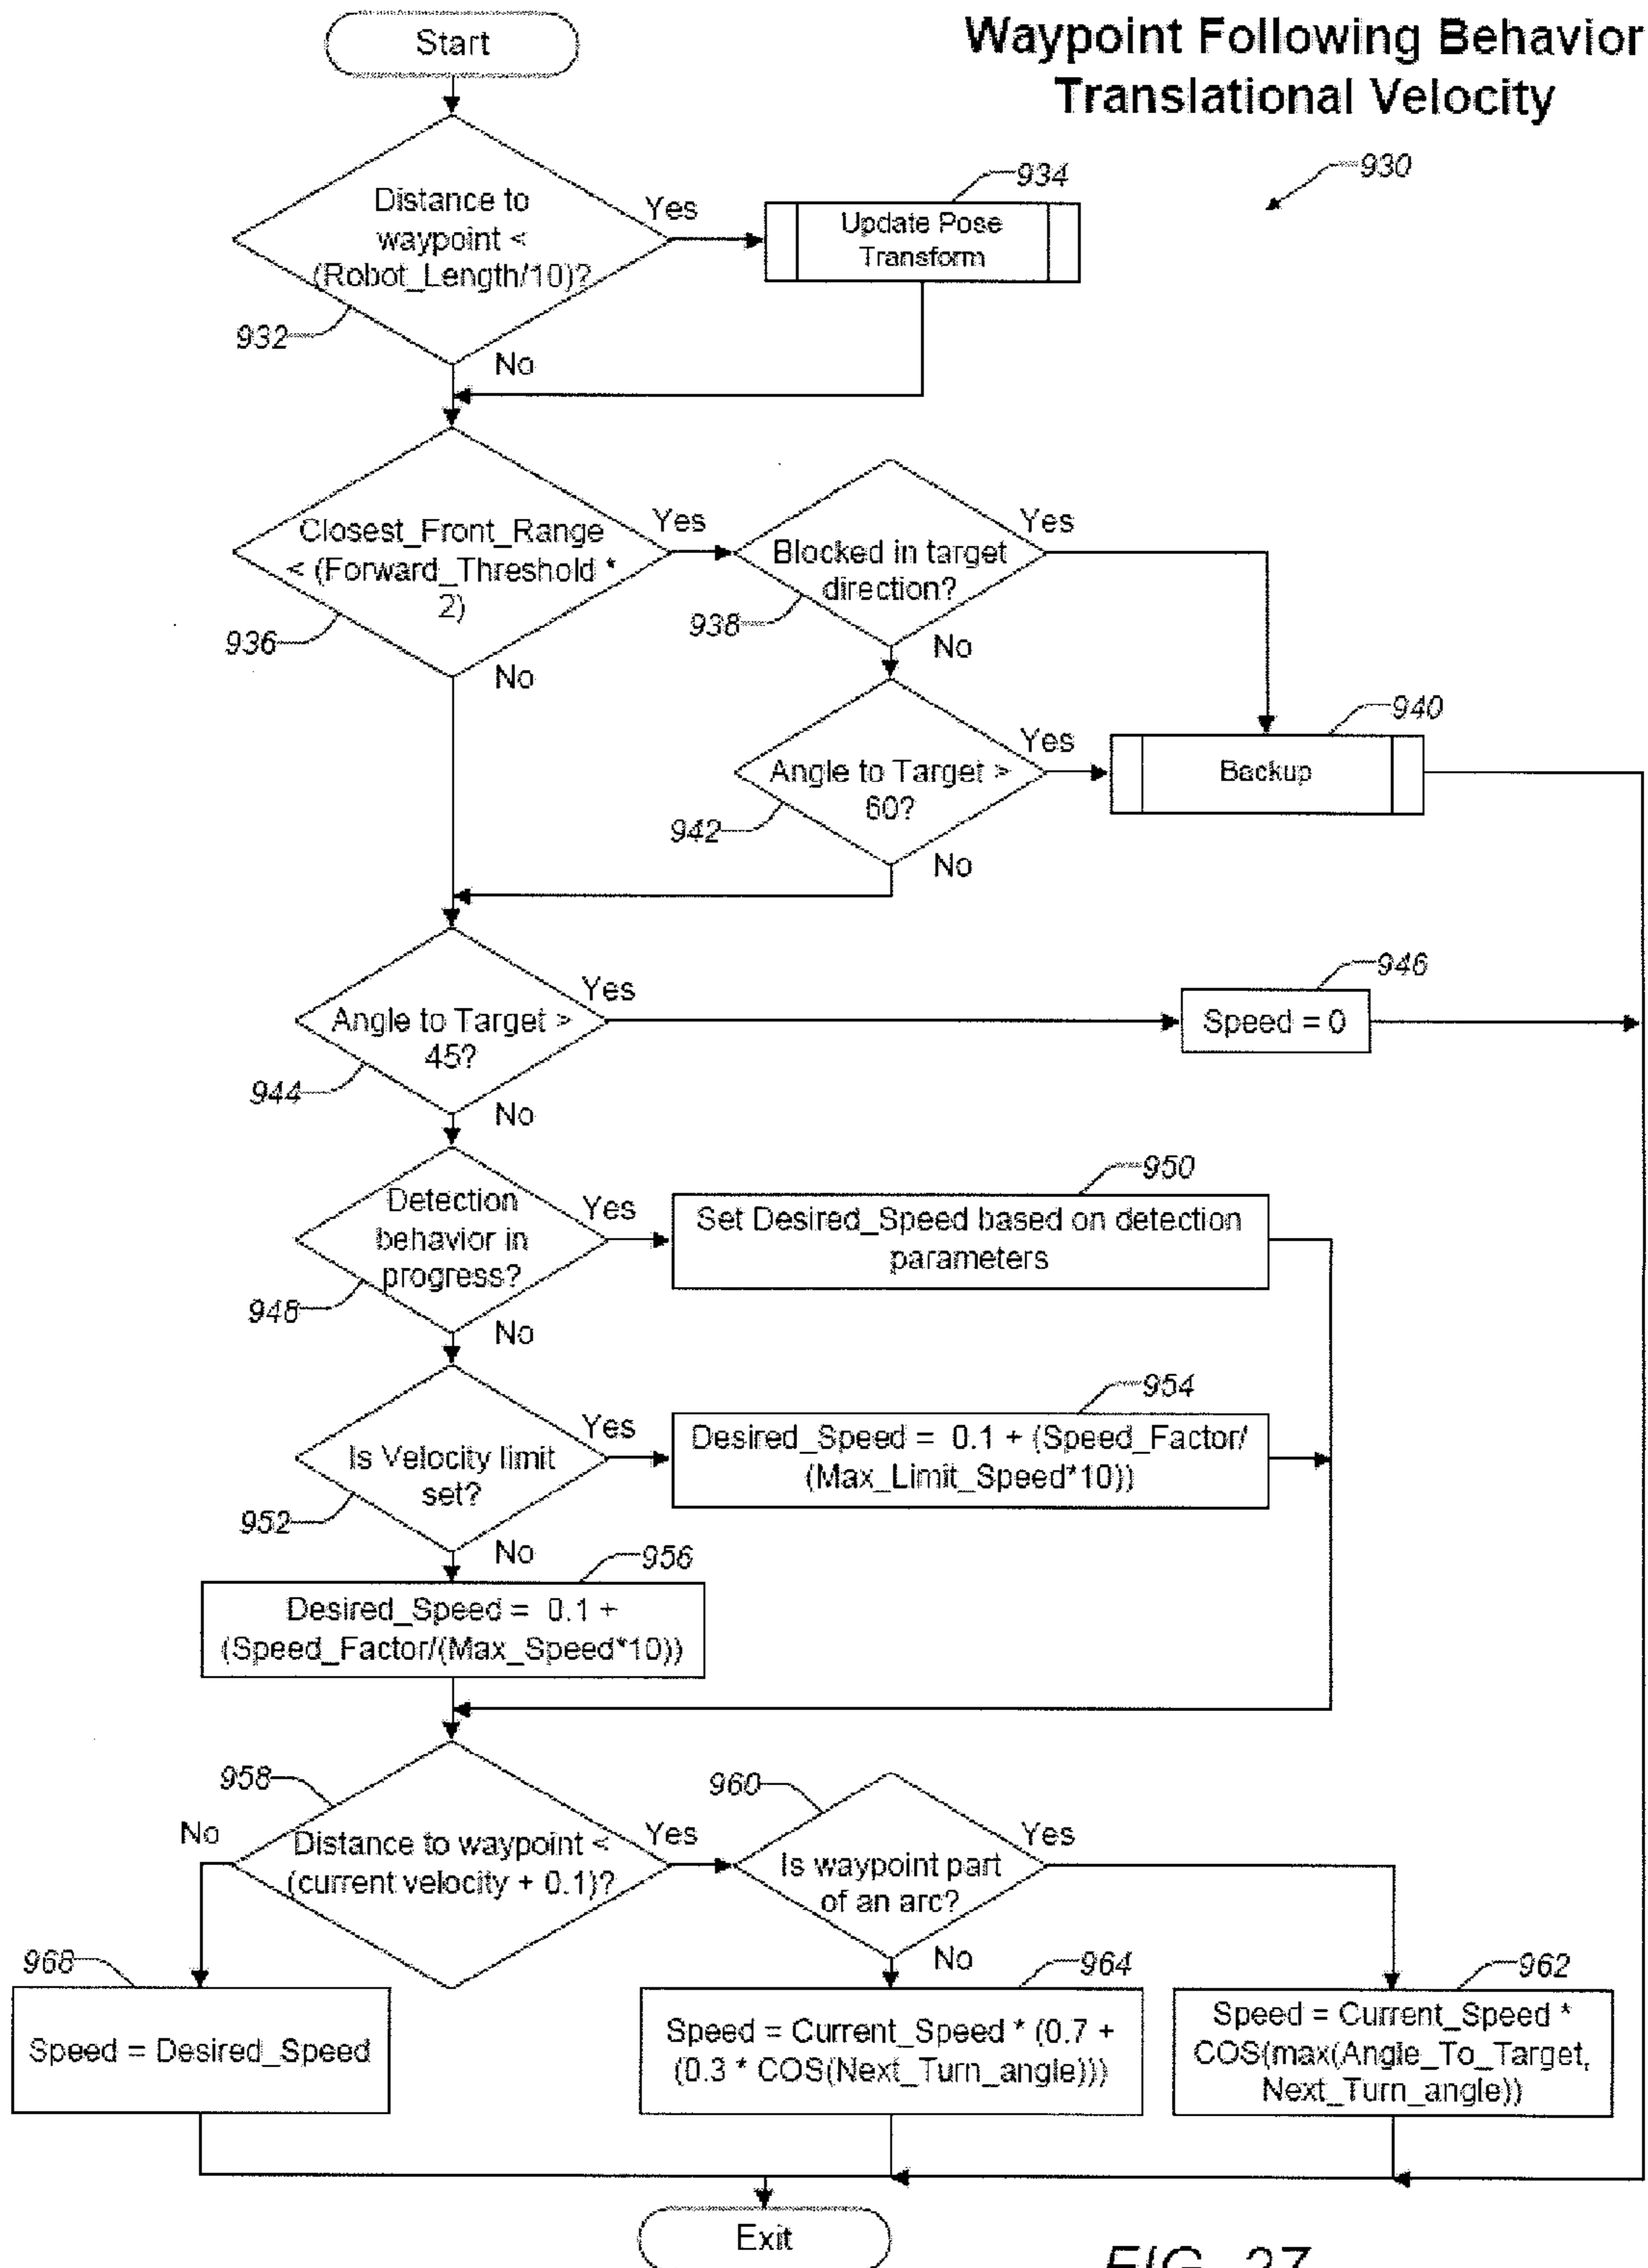 Waypoint Following Behavior
Translational Velocity
930
Start
Distance to
waypoint <
(Robot_Length/10)?
932
Yes
No
934
Update Pose
Transform
Closest_Front_Range
< (Forward_Threshold *
2)
936
Yes
No
Blocked in target
direction?
938
Yes
No
Angle to Target >
60?
942
Yes
No
940
Backup
Angle to Target >
45?
944
Yes
No
946
Speed = 0
Detection
behavior in
progress?
948
Yes
No
950
Set Desired_Speed based on detection
parameters
Is Velocity limit
set?
952
Yes
No
954
Desired_Speed = 0.1 + (Speed_Factor/
(Max_Limit_Speed*10))
956
Desired_Speed = 0.1 +
(Speed_Factor/(Max_Speed*10))
958
Distance to waypoint <
(current velocity + 0.1)?
No
Yes
960
Is waypoint part
of an arc?
Yes
No
968
Speed = Desired_Speed
964
Speed = Current_Speed * (0.7 +
(0.3 * COS(Next_Turn_angle)))
962
Speed = Current_Speed *
COS(max(Angle_To_Target,
Next_Turn_angle))
Exit
FIG. 27